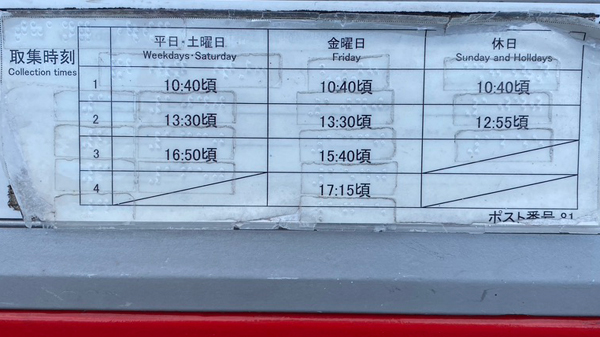 取集時刻
Collection times
平日・土曜日 金曜日 休日
Weekdays・Saturday Friday Sunday and Holidays
1 10:40頃 10:40頃 10:40頃
2 13:30頃 13:30頃 12:55頃
3 16:50頃 15:40頃
4 17:15頃
ポスト番号 81